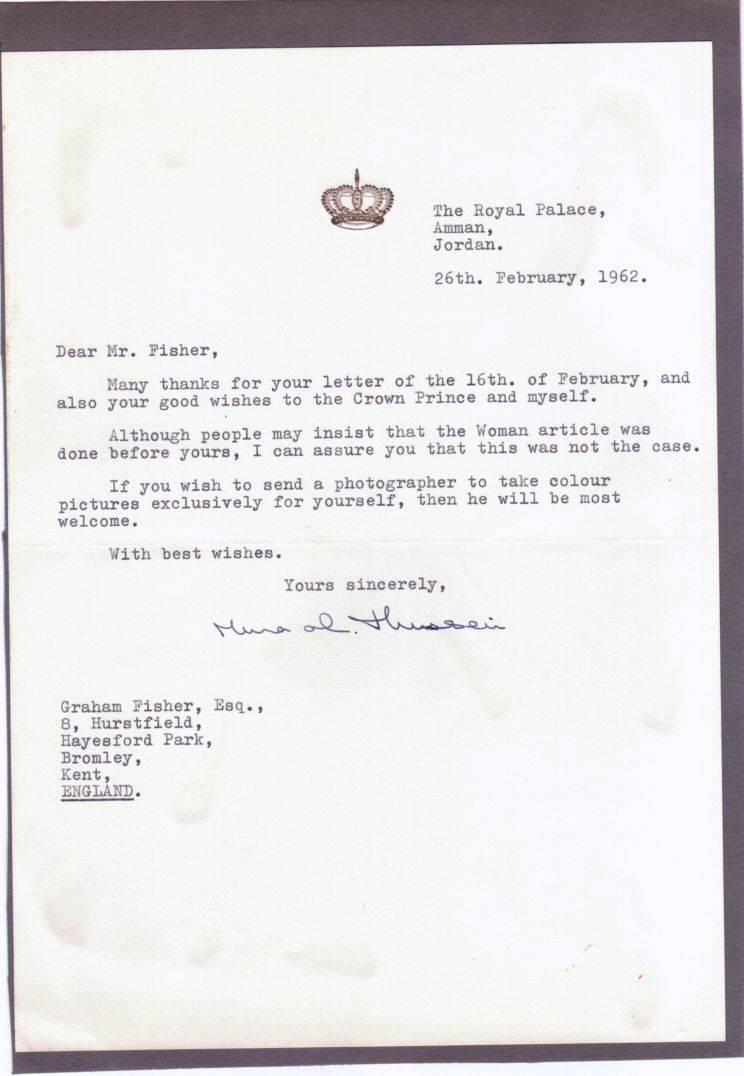 The Royal Palace,
Amman,
Jordan.
26th. February, 1962.
Dear Mr. Fisher,
Many thanks for your letter of the 16th. of February, and
also your good wishes to the Crown Prince and myself.
Although people may insist that the Woman article was
done before yours, I can assure you that this was not the case.
If you wish to send a photographer to take colour
pictures exclusively for yourself, then he will be most
welcome.
With best wishes.
Yours sincerely,
Muna al. Hussein
Graham Fisher, Esq.,
8, Hurstfield,
Hayesford Park,
Bromley,
Kent,
ENGLAND.